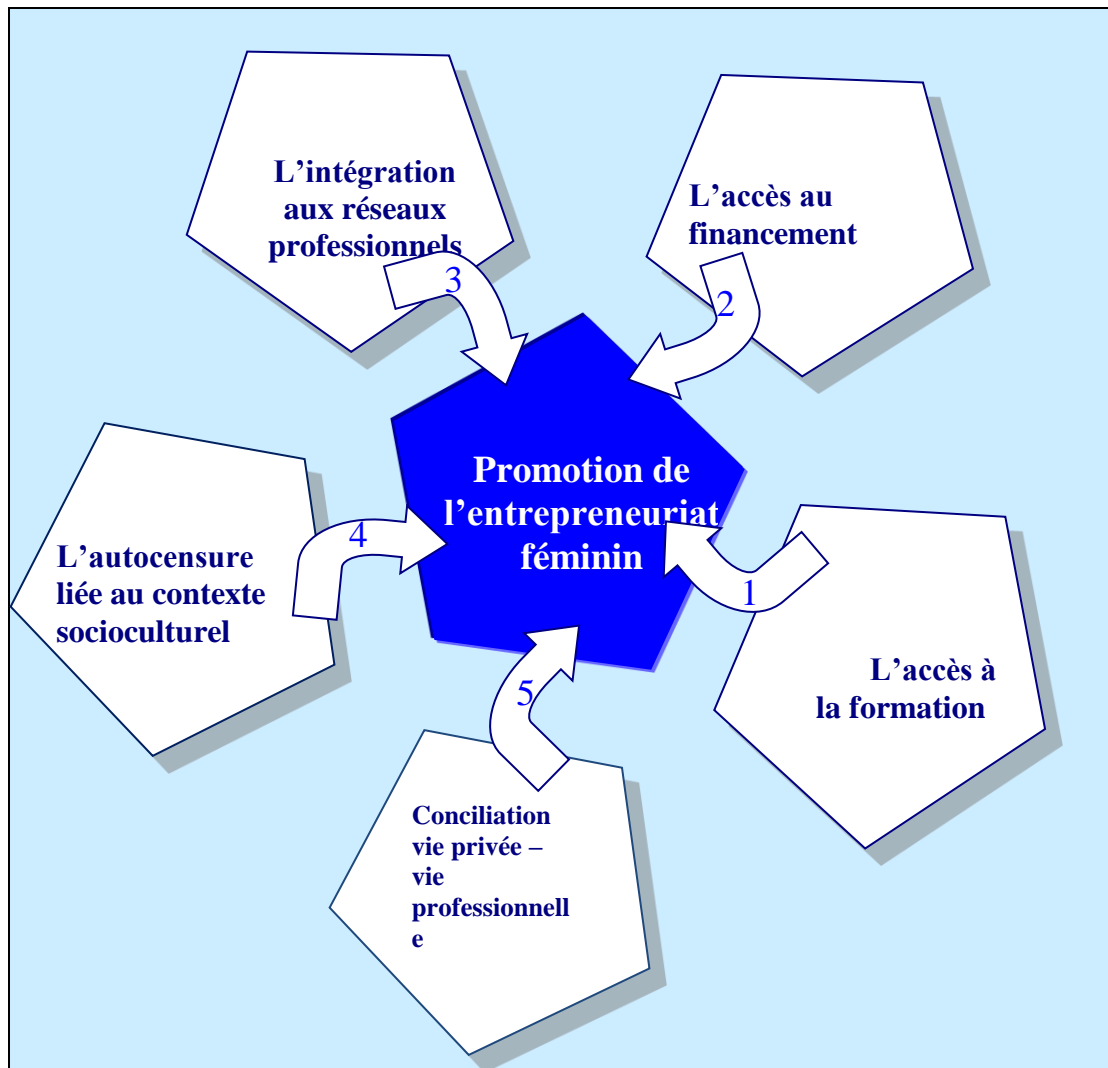 L’intégration
aux réseaux
professionnels
3
L’accès au
financement
2
Promotion de
l’entrepreneuriat
féminin
L’autocensure
liée au contexte
socioculturel
4
1
L’accès à
la formation
5
Conciliation
vie privée –
vie
professionnell
e